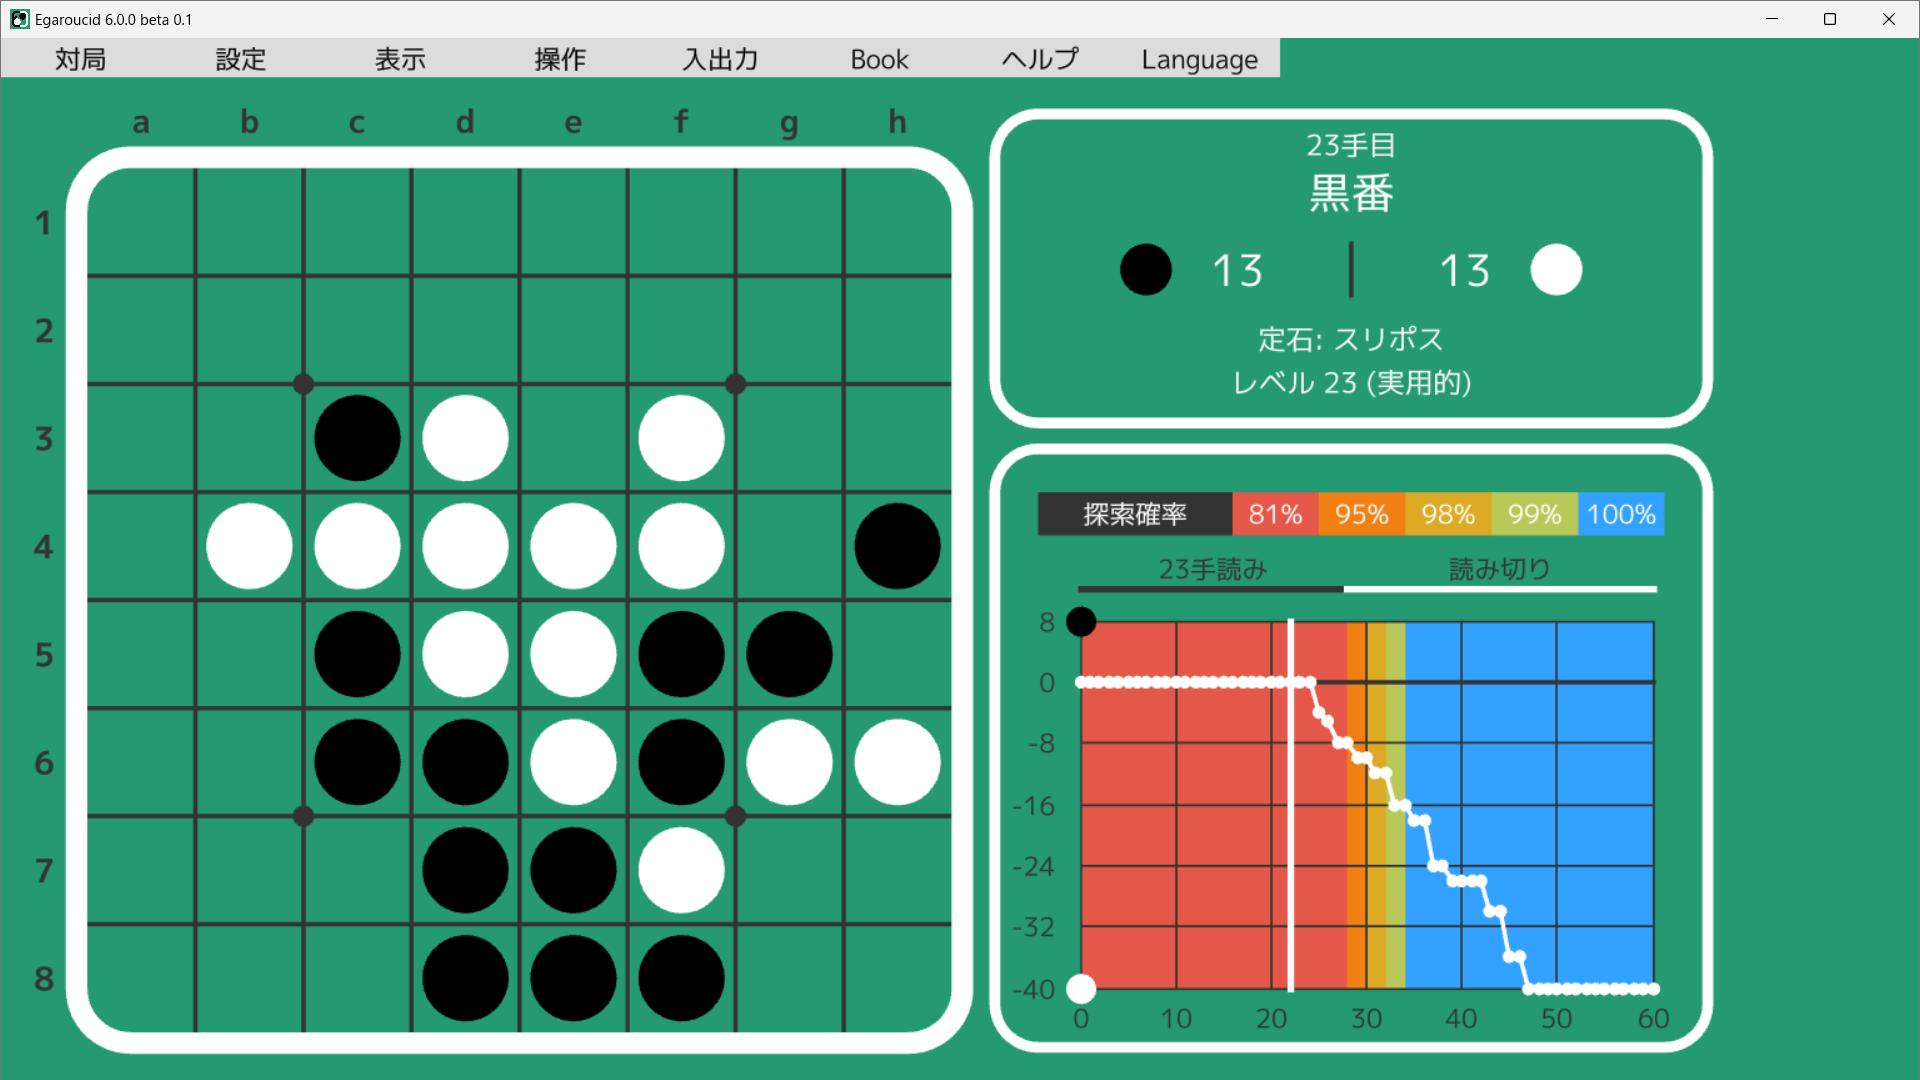 Egaroucid 6.0.0 beta 0.1
対局 設定 表示 操作 入出力 Book ヘルプ Language
a b c d e f g h
1
2
3
4
5
6
7
8
23手目
黒番
13 13
定石: スリポス
レベル 23 (実用的)
探索確率 81% 95% 98% 99% 100%
23手読み 読み切り
8
0
-8
-16
-24
-32
-40
0 10 20 30 40 50 60